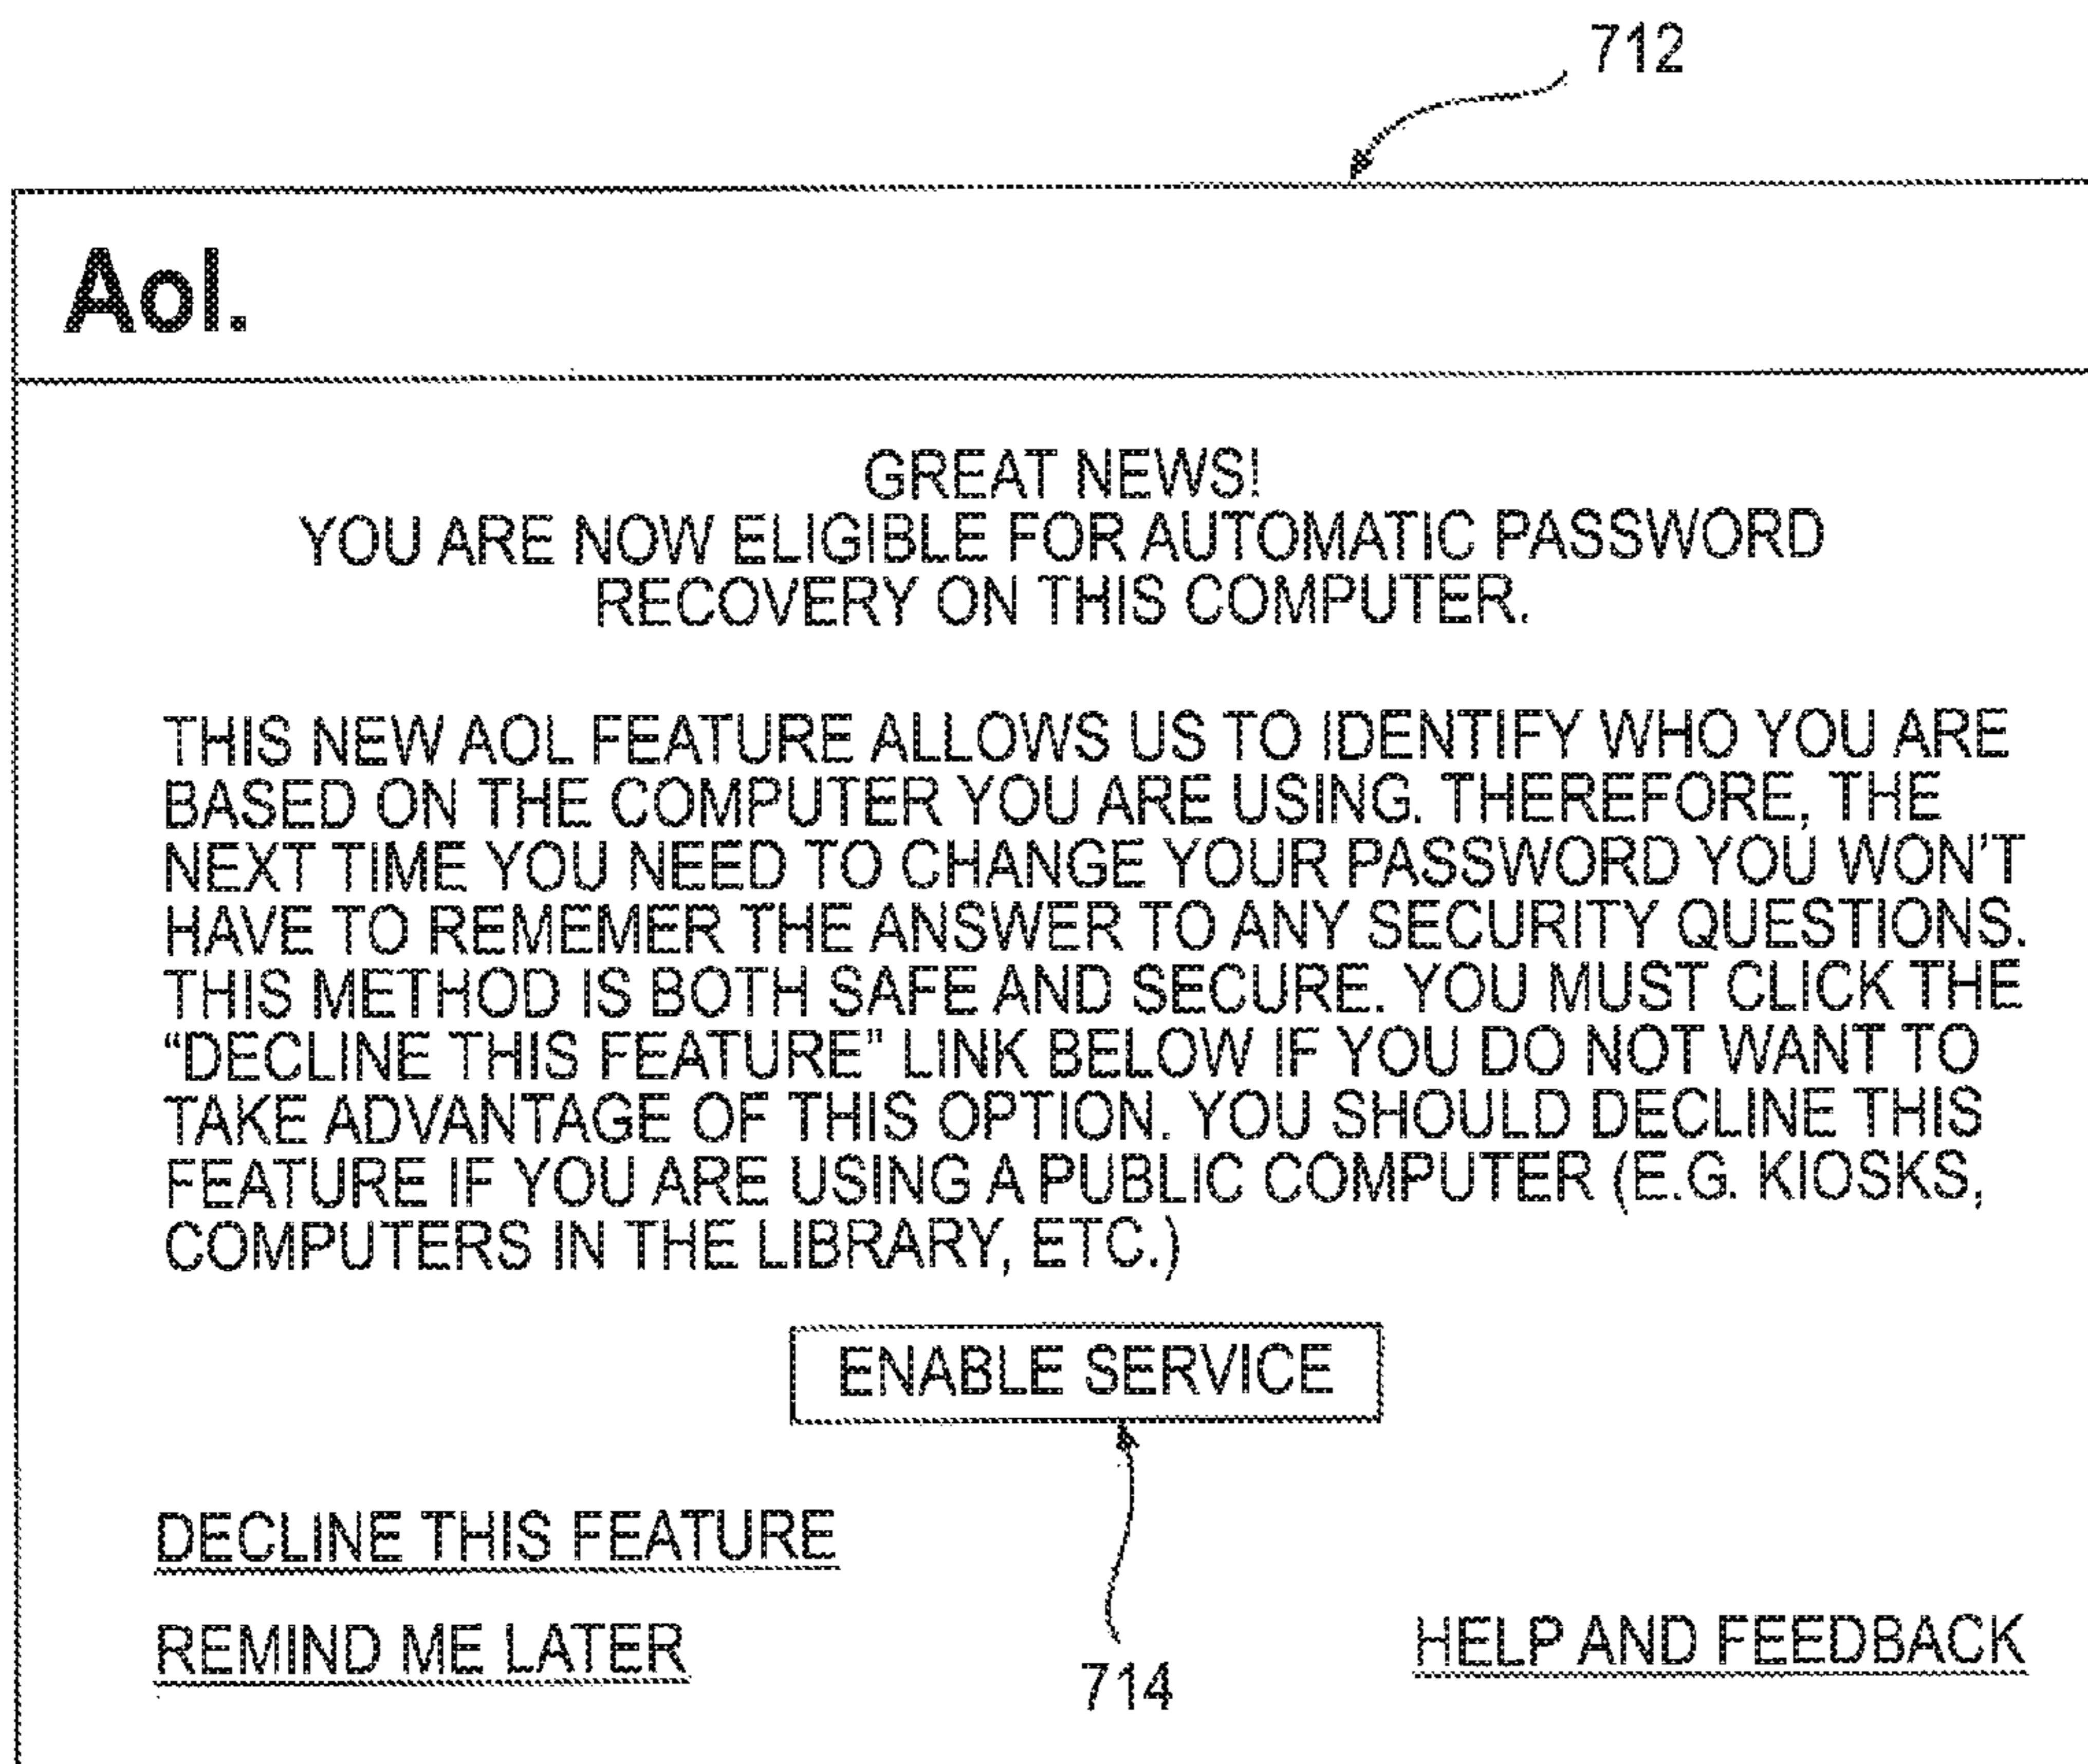 712
Aol.
GREAT NEWS!
YOU ARE NOW ELIGIBLE FOR AUTOMATIC PASSWORD
RECOVERY ON THIS COMPUTER.
THIS NEW AOL FEATURE ALLOWS US TO IDENTIFY WHO YOU ARE
BASED ON THE COMPUTER YOU ARE USING. THEREFORE, THE
NEXT TIME YOU NEED TO CHANGE YOUR PASSWORD YOU WON'T
HAVE TO REMEMER THE ANSWER TO ANY SECURITY QUESTIONS.
THIS METHOD IS BOTH SAFE AND SECURE. YOU MUST CLICK THE
“DECLINE THIS FEATURE” LINK BELOW IF YOU DO NOT WANT TO
TAKE ADVANTAGE OF THIS OPTION. YOU SHOULD DECLINE THIS
FEATURE IF YOU ARE USING A PUBLIC COMPUTER (E.G. KIOSKS,
COMPUTERS IN THE LIBRARY, ETC.)
ENABLE SERVICE
DECLINE THIS FEATURE
REMIND ME LATER
HELP AND FEEDBACK
714